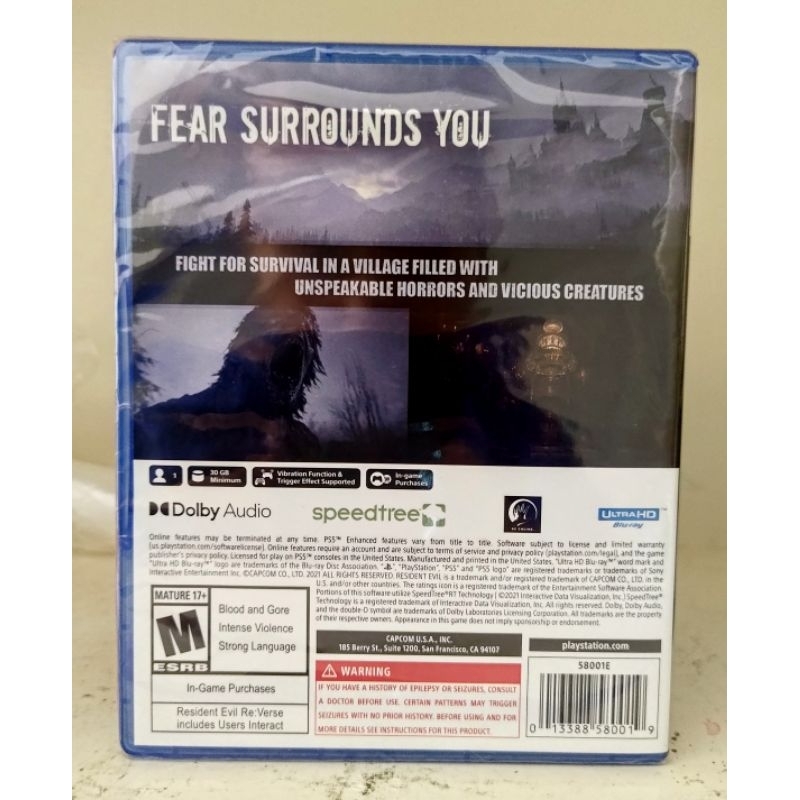 FEAR SURROUNDS YOU
FIGHT FOR SURVIVAL IN A VILLAGE FILLED WITH
UNSPEAKABLE HORRORS AND VICIOUS CREATURES
1
30 GB
Minimum
Vibration Function &
Trigger Effect Supported
In-game
Purchases
Dolby Audio
speedtree
RE ENGINE
ULTRA HD
Blu-ray™
Online features may be terminated at any time. PS5™ Enhanced features vary from title to title. Software subject to license and limited warranty
(us.playstation.com/softwarelicense). Online features require an account and are subject to terms of service and privacy policy (playstation.com/legal), and the game
publisher's privacy policy. Licensed for play on PS5™ consoles in the United States. Manufactured and printed in the United States. "Ultra HD Blu-ray™" word mark and
"Ultra HD Blu-ray™" logo are trademarks of the Blu-ray Disc Association. "PlayStation", "PS5" and "PS5 logo" are registered trademarks or trademarks of Sony
Interactive Entertainment Inc. ©CAPCOM CO., LTD. 2021 ALL RIGHTS RESERVED. RESIDENT EVIL is a trademark and/or registered trademark of CAPCOM CO., LTD. in the
U.S. and/or other countries. The ratings icon is a registered trademark of the Entertainment Software Association.
Portions of this software utilize SpeedTree®RT Technology (©2021 Interactive Data Visualization, Inc.) SpeedTree®
Technology is a registered trademark of Interactive Data Visualization, Inc. All rights reserved. Dolby, Dolby Audio,
and the double-D symbol are trademarks of Dolby Laboratories Licensing Corporation. All trademarks are the property
of their respective owners. Appearance in this game does not imply sponsorship or endorsement.
MATURE 17+
M
ESRB
Blood and Gore
Intense Violence
Strong Language
In-Game Purchases
Resident Evil Re:Verse
includes Users Interact
CAPCOM U.S.A., INC.
185 Berry St., Suite 1200, San Francisco, CA 94107
WARNING
IF YOU HAVE A HISTORY OF EPILEPSY OR SEIZURES, CONSULT
A DOCTOR BEFORE USE. CERTAIN PATTERNS MAY TRIGGER
SEIZURES WITH NO PRIOR HISTORY. BEFORE USING AND FOR
MORE DETAILS SEE INSTRUCTIONS FOR THIS PRODUCT.
playstation.com
58001E
0 13388 58001 9